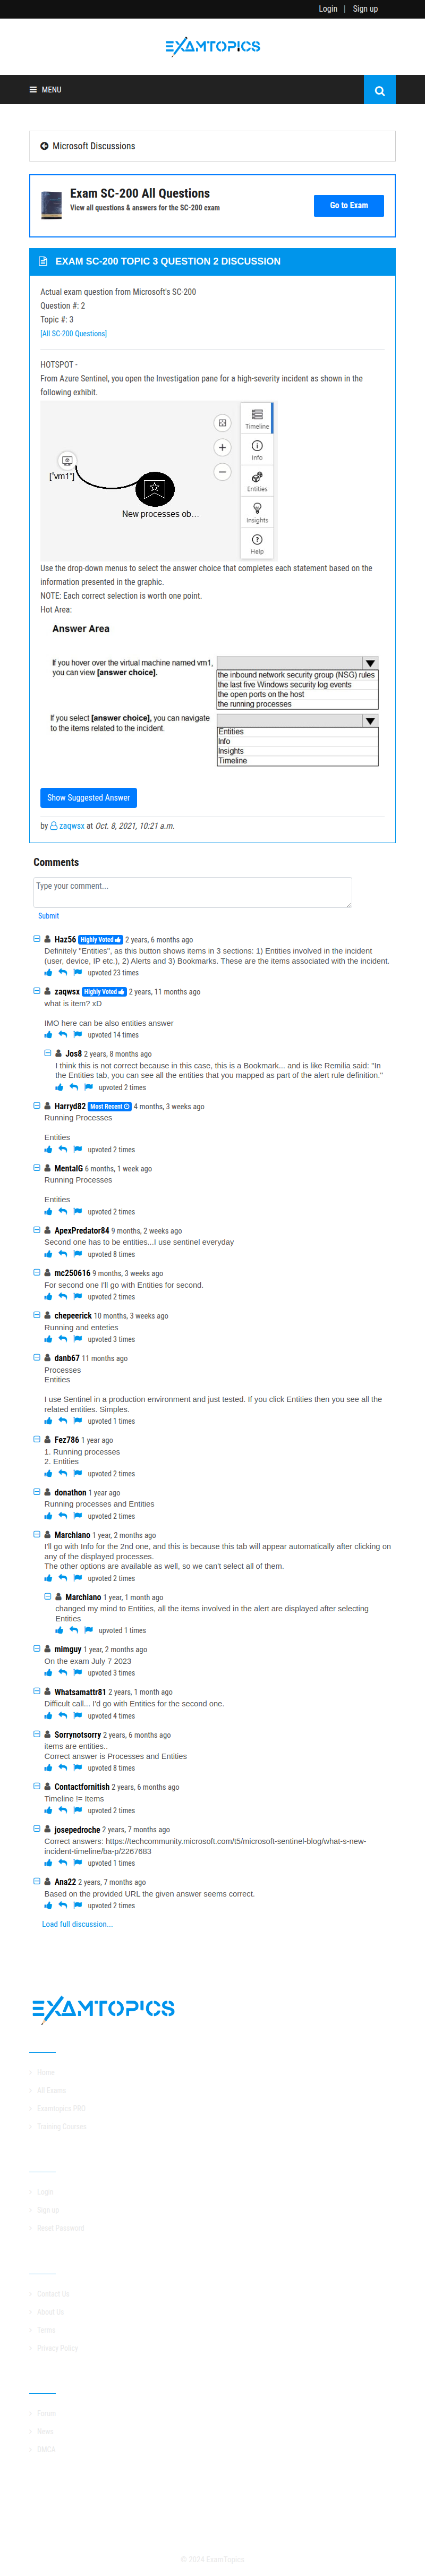 Login | Sign up
EXAMTOPICS
MENU
Microsoft Discussions
Exam SC-200 All Questions
View all questions & answers for the SC-200 exam
Go to Exam
EXAM SC-200 TOPIC 3 QUESTION 2 DISCUSSION
Actual exam question from Microsoft's SC-200
Question #: 2
Topic #: 3
[All SC-200 Questions]
HOTSPOT -
From Azure Sentinel, you open the Investigation pane for a high-severity incident as shown in the
following exhibit.
Timeline
Info
Entities
Insights
Help
['vm1']
New processes ob...
Use the drop-down menus to select the answer choice that completes each statement based on the
information presented in the graphic.
NOTE: Each correct selection is worth one point.
Hot Area:
Answer Area
If you hover over the virtual machine named vm1,
you can view [answer choice].
the inbound network security group (NSG) rules
the last five Windows security log events
the open ports on the host
the running processes
If you select [answer choice], you can navigate
to the items related to the incident.
Entities
Info
Insights
Timeline
Show Suggested Answer
by zaqwsx at Oct. 8, 2021, 10:21 a.m.
Comments
Type your comment...
Submit
Haz56 Highly Voted 2 years, 6 months ago
Definitely "Entities", as this button shows items in 3 sections: 1) Entities involved in the incident
(user, device, IP etc.), 2) Alerts and 3) Bookmarks. These are the items associated with the incident.
upvoted 23 times
zaqwsx Highly Voted 2 years, 11 months ago
what is item? xD
IMO here can be also entities answer
upvoted 14 times
Jos8 2 years, 8 months ago
I think this is not correct because in this case, this is a Bookmark... and is like Remilia said: "In
the Entities tab, you can see all the entities that you mapped as part of the alert rule definition."
upvoted 2 times
Harryd82 Most Recent 4 months, 3 weeks ago
Running Processes
Entities
upvoted 2 times
MentalG 6 months, 1 week ago
Running Processes
Entities
upvoted 2 times
ApexPredator84 9 months, 2 weeks ago
Second one has to be entities...I use sentinel everyday
upvoted 8 times
mc250616 9 months, 3 weeks ago
For second one I'll go with Entities for second.
upvoted 2 times
chepeerick 10 months, 3 weeks ago
Running and enteties
upvoted 3 times
danb67 11 months ago
Processes
Entities
I use Sentinel in a production environment and just tested. If you click Entities then you see all the
related entities. Simples.
upvoted 1 times
Fez786 1 year ago
1. Running processes
2. Entities
upvoted 2 times
donathon 1 year ago
Running processes and Entities
upvoted 2 times
Marchiano 1 year, 2 months ago
I'll go with Info for the 2nd one, and this is because this tab will appear automatically after clicking on
any of the displayed processes.
The other options are available as well, so we can't select all of them.
upvoted 2 times
Marchiano 1 year, 1 month ago
changed my mind to Entities, all the items involved in the alert are displayed after selecting
Entities
upvoted 1 times
mimguy 1 year, 2 months ago
On the exam July 7 2023
upvoted 3 times
Whatsamattr81 2 years, 1 month ago
Difficult call... I'd go with Entities for the second one.
upvoted 4 times
Sorrynotsorry 2 years, 6 months ago
items are entities..
Correct answer is Processes and Entities
upvoted 8 times
Contactfornitish 2 years, 6 months ago
Timeline != Items
upvoted 2 times
josepedroche 2 years, 7 months ago
Correct answers: https://techcommunity.microsoft.com/t5/microsoft-sentinel-blog/what-s-new-
incident-timeline/ba-p/2267683
upvoted 1 times
Ana22 2 years, 7 months ago
Based on the provided URL the given answer seems correct.
upvoted 2 times
Load full discussion...
EXAMTOPICS
Home
All Exams
Examtopics PRO
Training Courses
Login
Sign up
Reset Password
Contact Us
About Us
Terms
Privacy Policy
Forum
News
DMCA
© 2024 ExamTopics